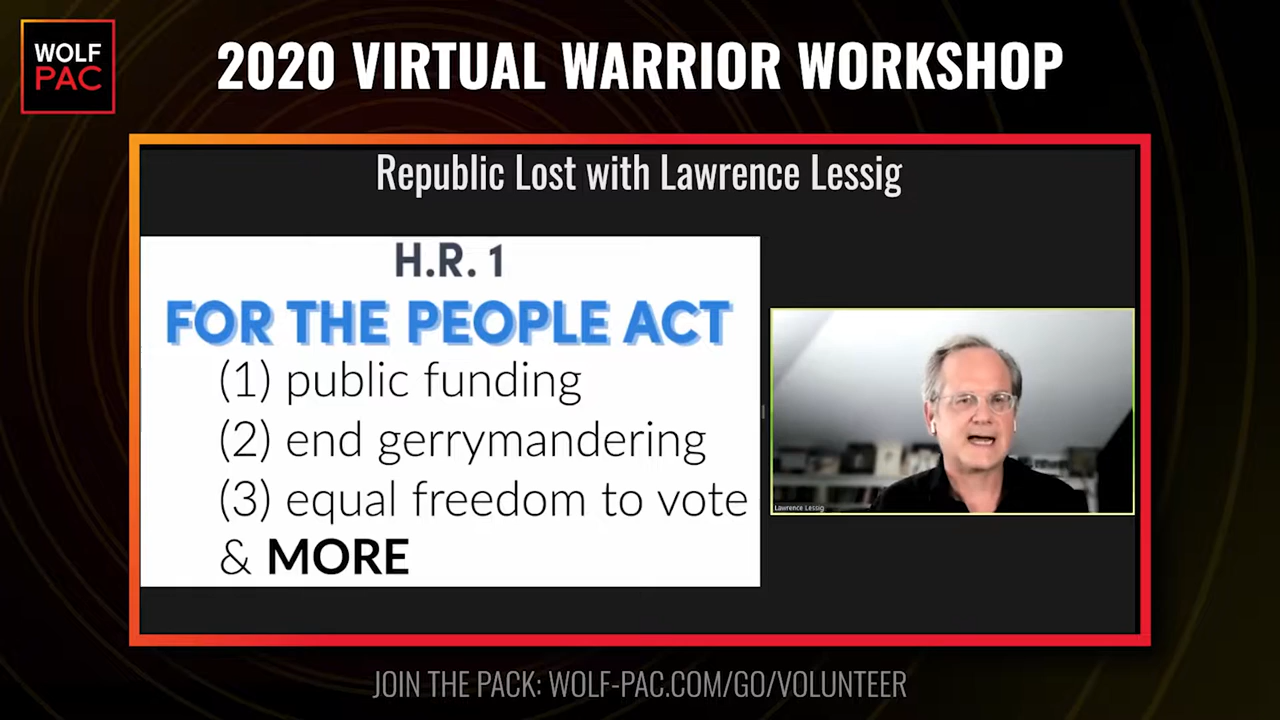 WOLF
PAC
2020 VIRTUAL WARRIOR WORKSHOP
Republic Lost with Lawrence Lessig
H.R. 1
FOR THE PEOPLE ACT
(1) public funding
(2) end gerrymandering
(3) equal freedom to vote
& MORE
Lawrence Lessig
JOIN THE PACK: WOLF-PAC.COM/GO/VOLUNTEER